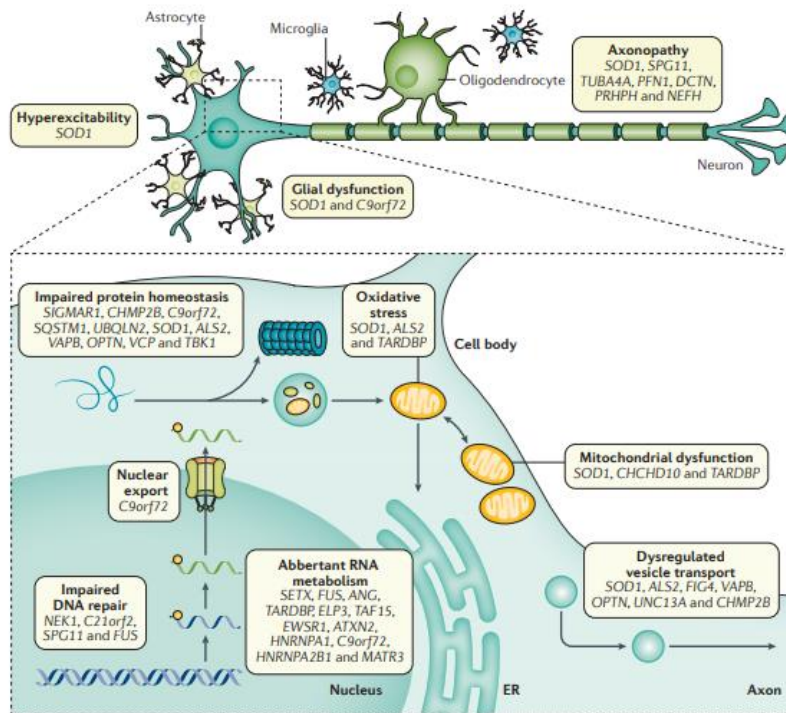 Astrocyte
Microglia
Oligodendrocyte
Axonopathy
SOD1, SPG11,
TUBA4A, PFN1, DCTN,
PRHPH and NEFH
Hyperexcitability
SOD1
Neuron
Glial dysfunction
SOD1 and C9orf72
Impaired protein homeostasis
SIGMAR1, CHMP2B, C9orf72,
SQSTM1, UBQLN2, SOD1, ALS2,
VAPB, OPTN, VCP and TBK1
Oxidative
stress
SOD1, ALS2
and TARDBP
Cell body
Mitochondrial dysfunction
SOD1, CHCHD10 and TARDBP
Nuclear
export
C9orf72
Abbertant RNA
metabolism
SETX, FUS, ANG,
TARDBP, ELP3, TAF15,
EWSR1, ATXN2,
HNRNPA1, C9orf72,
HNRNPA2B1 and MATR3
Impaired
DNA repair
NEK1, C21orf2,
SPG11 and FUS
Dysregulated
vesicle transport
SOD1, ALS2, FIG4, VAPB,
OPTN, UNC13A and CHMP2B
Nucleus
ER
Axon